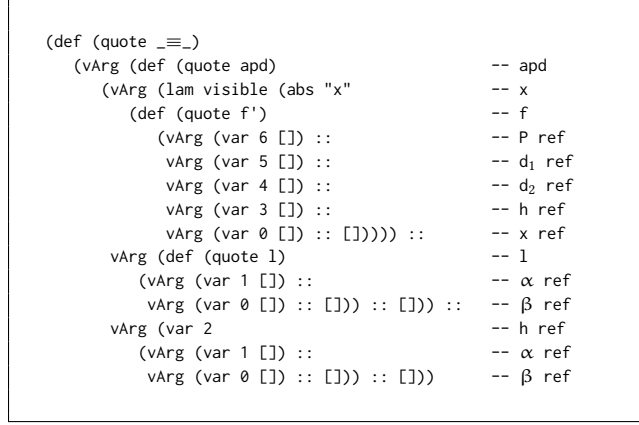 (def (quote _≡_)
   (vArg (def (quote apd)                          -- apd
      (vArg (lam visible (abs "x"                  -- x
         (def (quote f')                           -- f
            (vArg (var 6 []) ::                    -- P ref
             vArg (var 5 []) ::                    -- d₁ ref
             vArg (var 4 []) ::                    -- d₂ ref
             vArg (var 3 []) ::                    -- h ref
             vArg (var 0 []) :: [])))) ::          -- x ref
       vArg (def (quote l)                         -- l
          (vArg (var 1 []) ::                      -- α ref
           vArg (var 0 []) :: [])) :: [])) ::      -- β ref
       vArg (var 2                                 -- h ref
          (vArg (var 1 []) ::                      -- α ref
           vArg (var 0 []) :: [])) :: []))         -- β ref